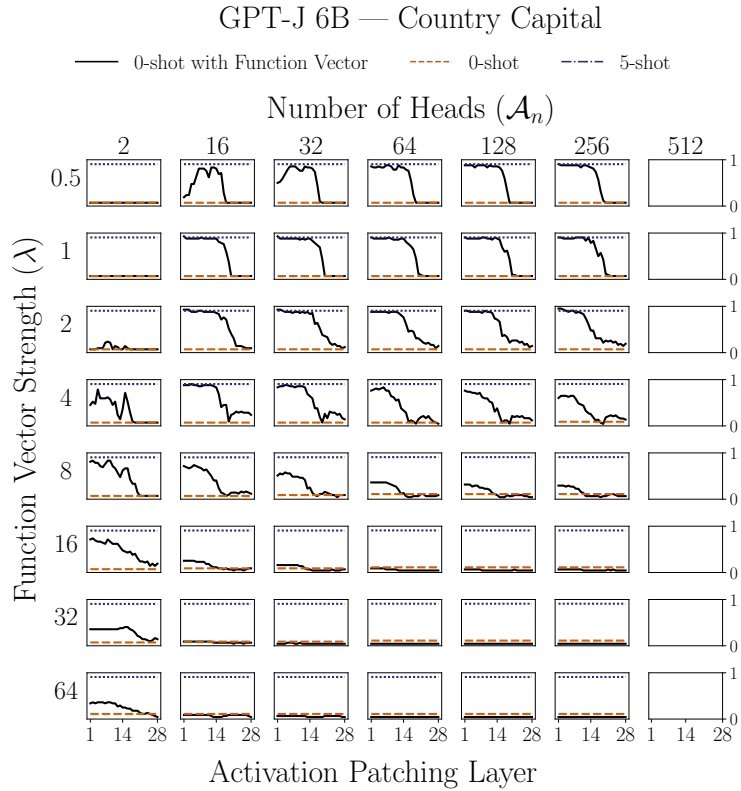 GPT-J 6B — Country Capital
0-shot with Function Vector 0-shot 5-shot
Number of Heads (𝒜ₙ)
2 16 32 64 128 256 512
Function Vector Strength (λ)
0.5 1 0
1 1 0
2 1 0
4 1 0
8 1 0
16 1 0
32 1 0
64 1 0
1 14 28 1 14 28 1 14 28 1 14 28 1 14 28 1 14 28 1 14 28
Activation Patching Layer